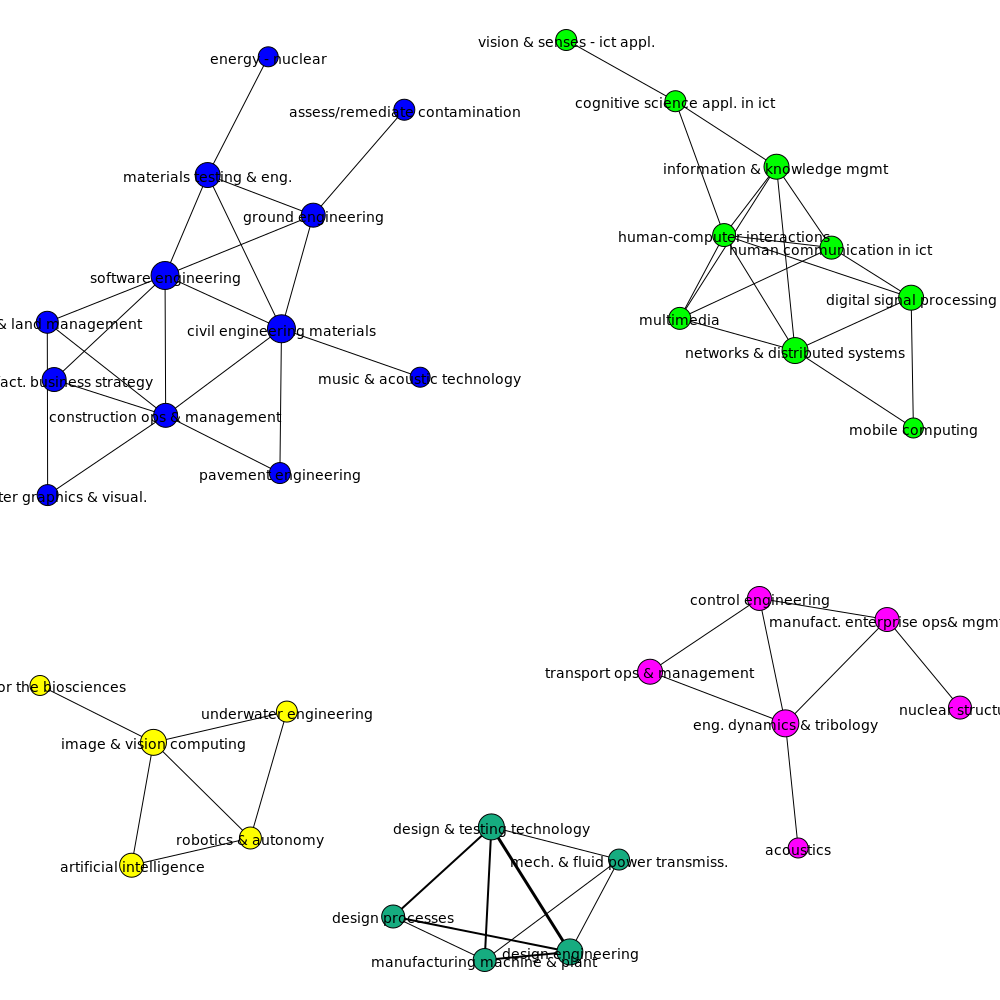 vision & senses - ict appl.
energy - nuclear
cognitive science appl. in ict
assess/remediate contamination
information & knowledge mgmt
materials testing & eng.
ground engineering
human-computer interactions
human communication in ict
software engineering
digital signal processing
multimedia
& land management
civil engineering materials
networks & distributed systems
music & acoustic technology
fact. business strategy
construction ops & management
mobile computing
pavement engineering
ter graphics & visual.
control engineering
manufact. enterprise ops& mgmt
transport ops & management
or the biosciences
nuclear structu
underwater engineering
eng. dynamics & tribology
image & vision computing
design & testing technology
robotics & autonomy
acoustics
mech. & fluid power transmiss.
artificial intelligence
design processes
design engineering
manufacturing machine & plant